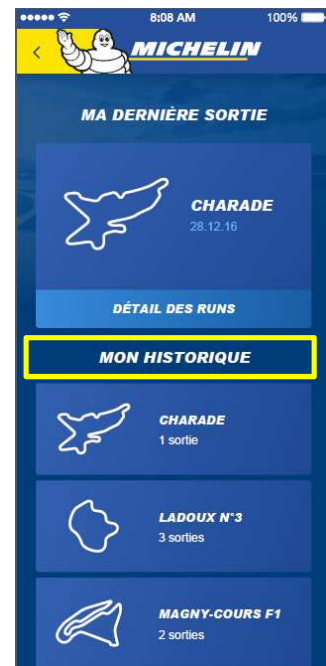 8:08 AM
100%
MICHELIN
MA DERNIÈRE SORTIE
CHARADE
28.12.16
DÉTAIL DES RUNS
MON HISTORIQUE
CHARADE
1 sortie
LADOUX N°3
3 sorties
MAGNY-COURS F1
2 sorties